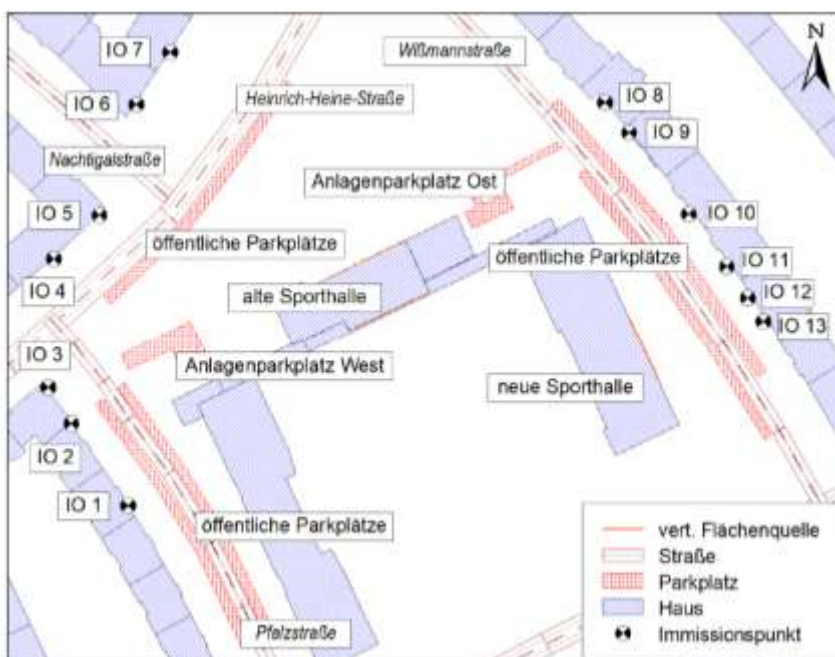 IO 7
Wißmannstraße
N
IO 6
Heinrich-Heine-Straße
IO 8
IO 9
Nachtigalstraße
Anlagenparkplatz Ost
IO 5
IO 10
öffentliche Parkplätze
öffentliche Parkplätze
IO 11
IO 4
alte Sporthalle
IO 12
IO 13
IO 3
Anlagenparkplatz West
neue Sporthalle
IO 2
IO 1
öffentliche Parkplätze
Pfalzstraße
vert. Flächenquelle
Straße
Parkplatz
Haus
Immissionspunkt